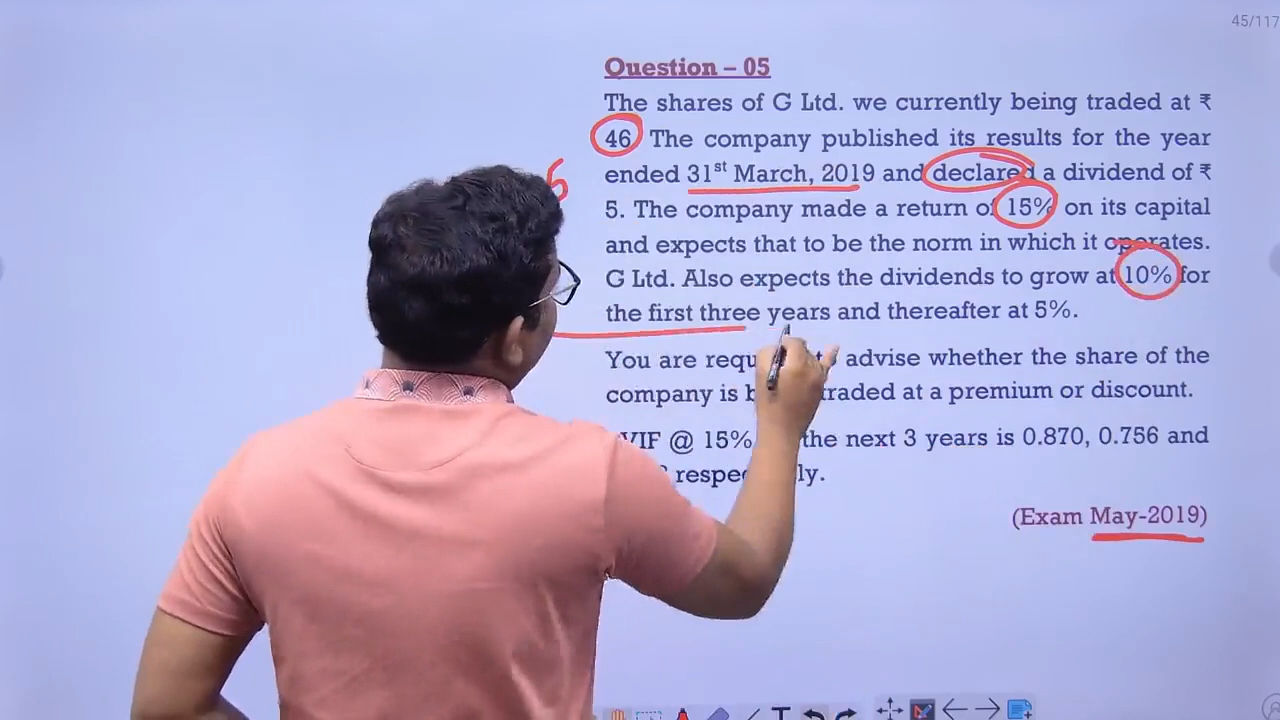 45/117
Question – 05
The shares of G Ltd. we currently being traded at ₹
46 The company published its results for the year
ended 31st March, 2019 and declared a dividend of ₹
5. The company made a return of 15% on its capital
and expects that to be the norm in which it operates.
G Ltd. Also expects the dividends to grow at 10% for
the first three years and thereafter at 5%.
You are advise whether the share of the
company is traded at a premium or discount.
@ 15% the next 3 years is 0.870, 0.756 and
(Exam May-2019)